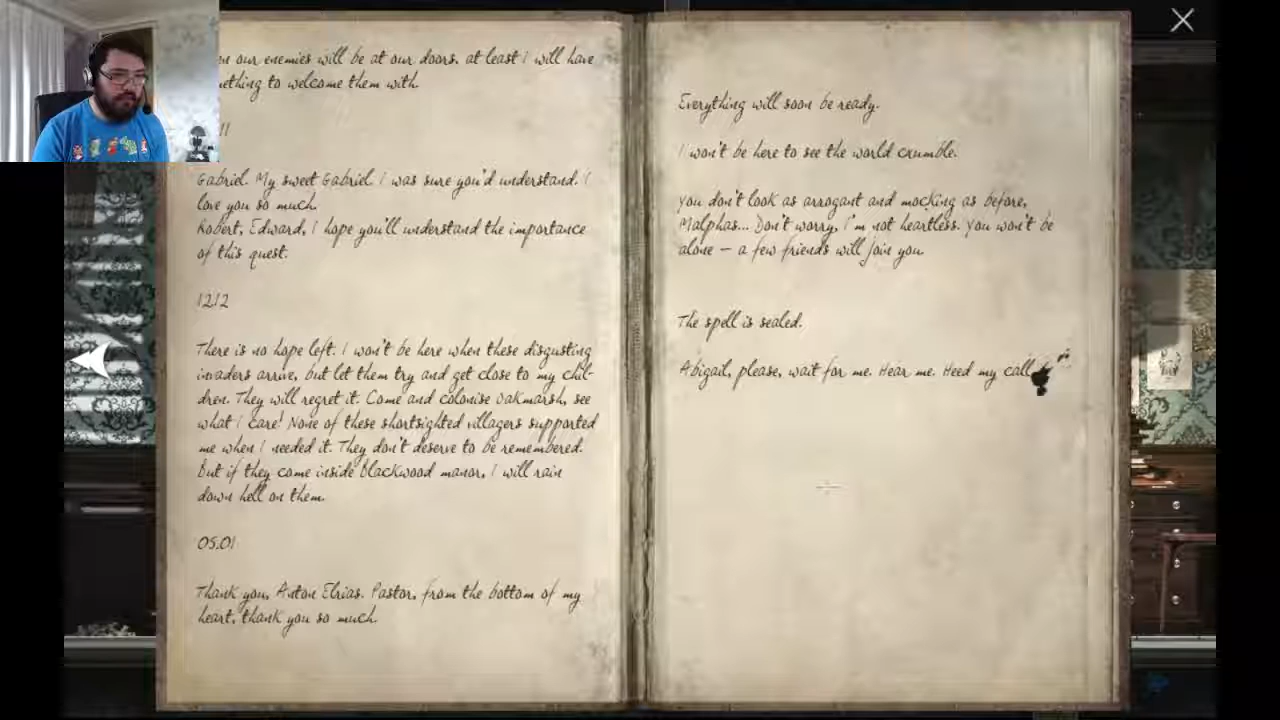 our enemies will be at our doors, at least I will have
to welcome them with.
Gabriel. My sweet Gabriel. I was sure you'd understand. I
love you so much.
Robert, Edward, I hope you'll understand the importance
of this quest.
12.12
There is no hope left. I won't be here when these disgusting
invaders arrive, but let them try and get close to my chil-
dren. They will regret it. Come and colonise Oakmarsh, see
what I care! None of these shortsighted villagers supported
me when I needed it. They don't deserve to be remembered.
But if they come inside Blackwood manor, I will rain
down hell on them.
05.01
Thank you, Anton Elrias. Pastor, from the bottom of my
heart, thank you so much.
Everything will soon be ready.
I won't be here to see the world crumble.
You don't look as arrogant and mocking as before,
Malphas... Don't worry, I'm not heartless. You won't be
alone – a few friends will join you.
The spell is sealed.
Abigail, please, wait for me. Hear me. Heed my call